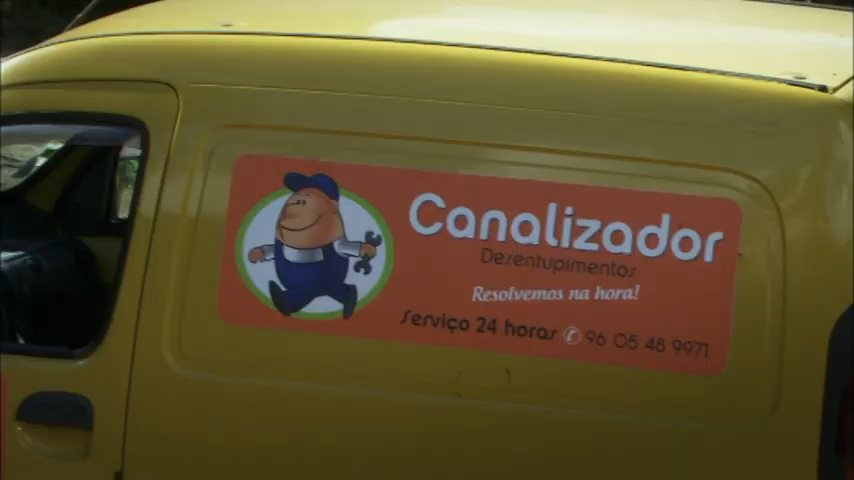 Canalizador
Desentupimentos
Resolvemos na hora!
Serviço 24 horas ✆ 96 05 48 9971